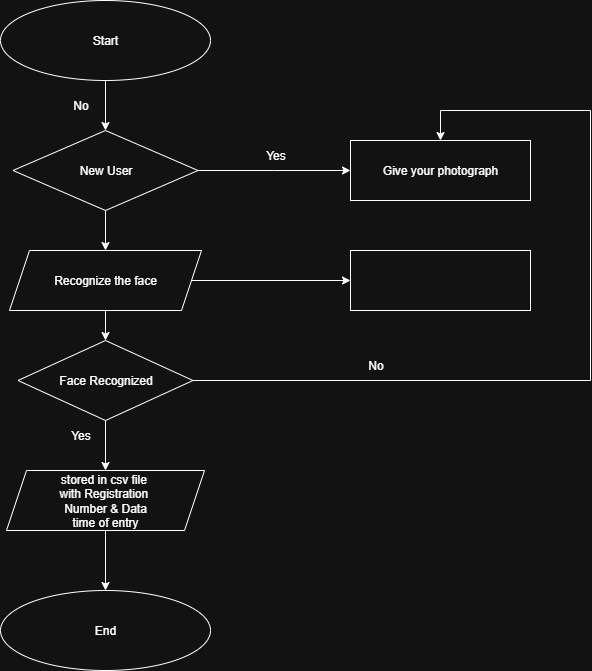 Start
No
New User
Yes
Give your photograph
Recognize the face
Face Recognized
No
Yes
stored in csv file
with Registration
Number & Data
time of entry
End